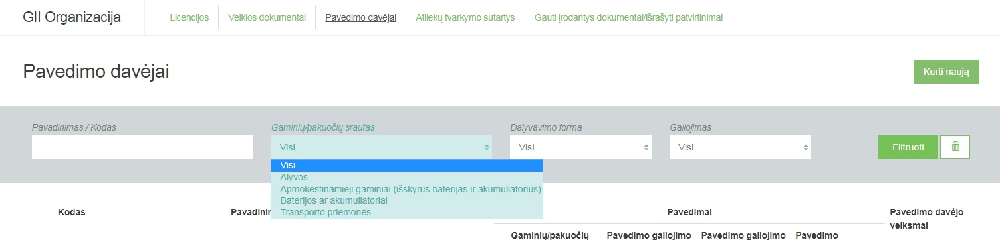 GII Organizacija
Licencijos
Veiklos dokumentai
Pavedimo davėjai
Atliekų tvarkymo sutartys
Gauti įrodantys dokumentai/išrašyti patvirtinimai
Pavedimo davėjai
Kurti naują
Pavadinimas / Kodas
Gaminių/pakuočių srautas
Dalyvavimo forma
Galiojimas
Visi
Visi
Visi
Filtruoti
Visi
Alyvos
Apmokestinamieji gaminiai (išskyrus baterijas ir akumuliatorius)
Baterijos ar akumuliatoriai
Transporto priemonės
Kodas
Pavedimai
Pavedimo davėjo
veiksmai
Gaminių/pakuočių
Pavedimo galiojimo
Pavedimo galiojimo
Pavedimo